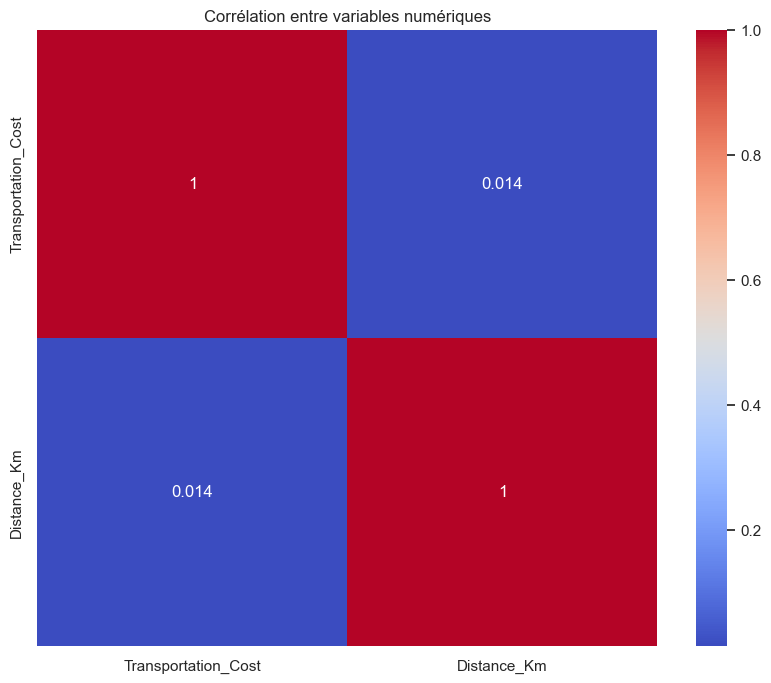 Corrélation entre variables numériques
Transportation_Cost
Distance_Km
1
0.014
0.014
1
Transportation_Cost
Distance_Km
1.0
0.8
0.6
0.4
0.2